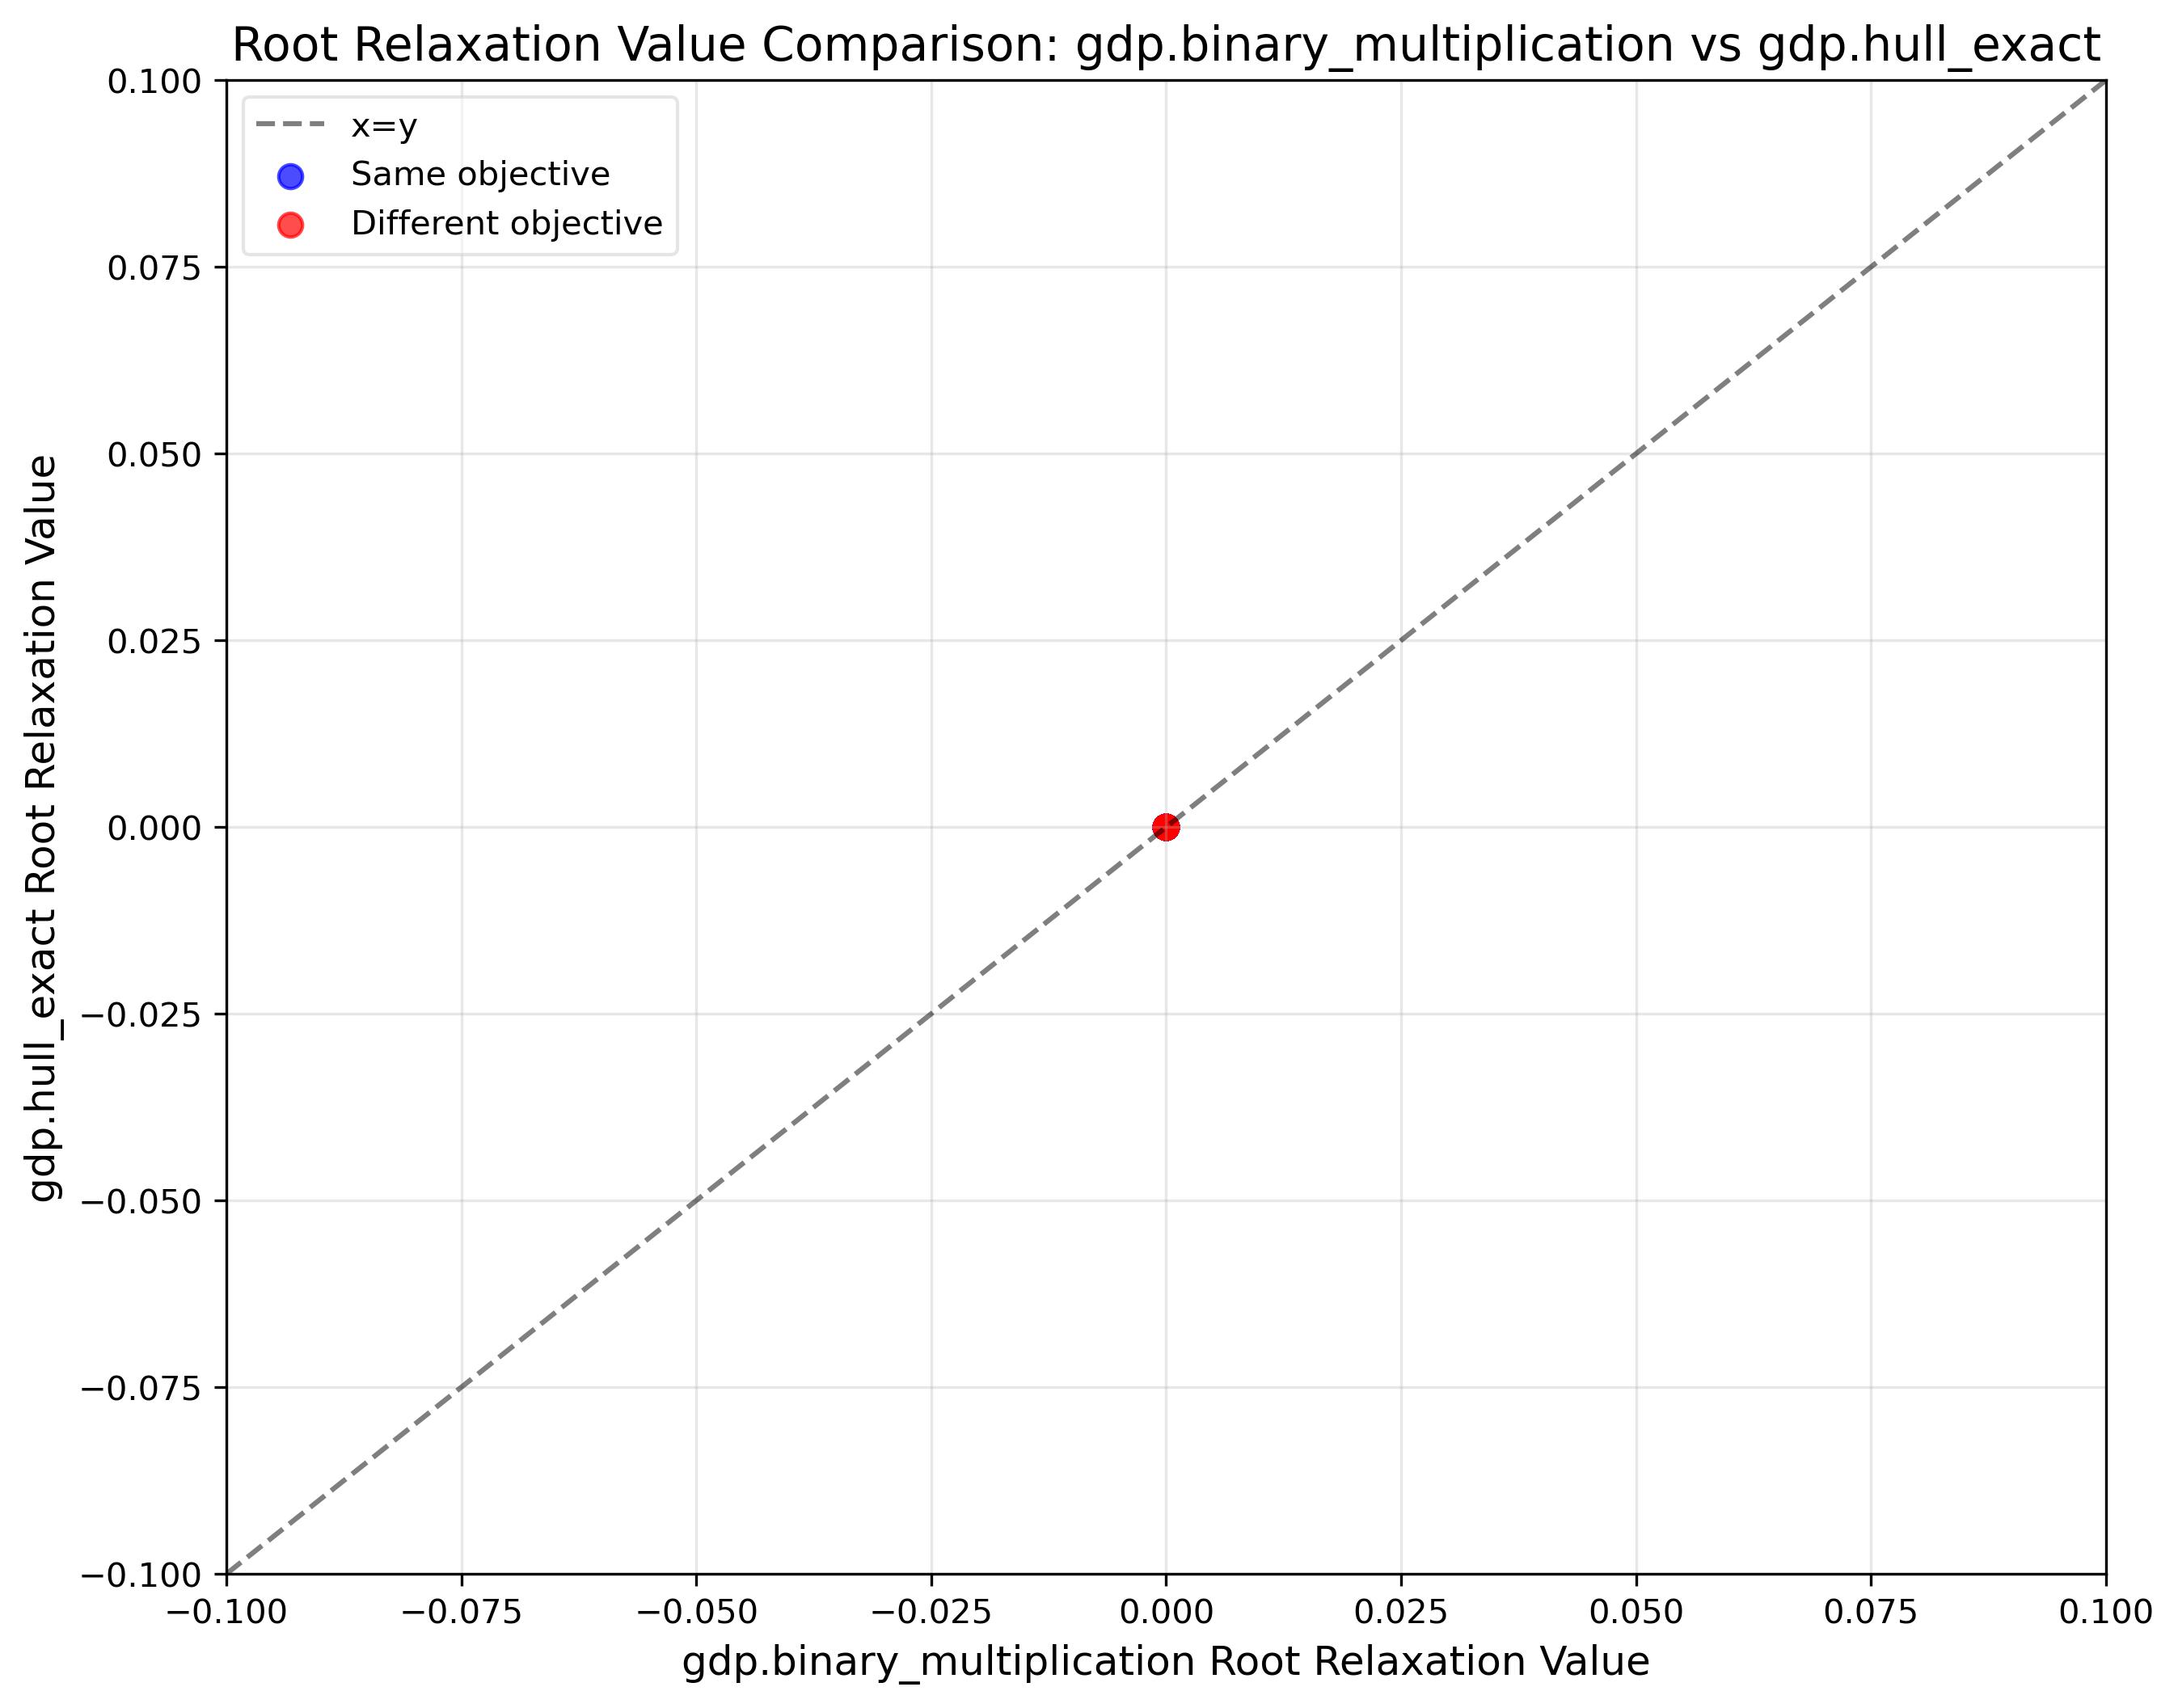 Root Relaxation Value Comparison: gdp.binary_multiplication vs gdp.hull_exact
x=y
Same objective
Different objective
gdp.hull_exact Root Relaxation Value
0.100
0.075
0.050
0.025
0.000
−0.025
−0.050
−0.075
−0.100
−0.100 −0.075 −0.050 −0.025 0.000 0.025 0.050 0.075 0.100
gdp.binary_multiplication Root Relaxation Value